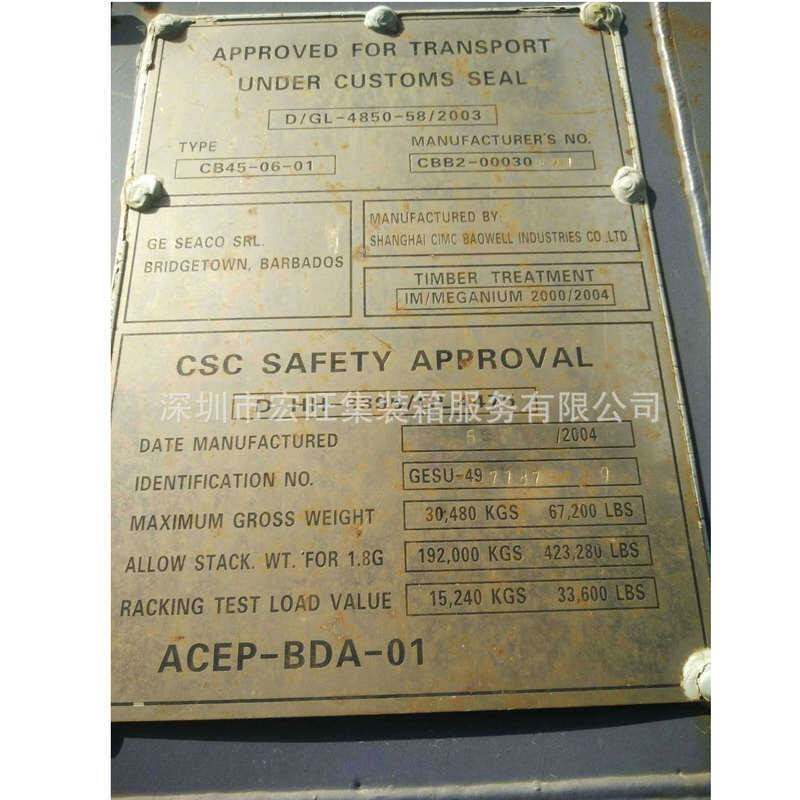 APPROVED FOR TRANSPORT
UNDER CUSTOMS SEAL
D/GL-4850-58/2003
TYPE
MANUFACTURER'S NO.
CB45-06-01
CBB2-00030
GE SEACO SRL.
BRIDGETOWN, BARBADOS
MANUFACTURED BY:
SHANGHAI CIMC BAOWELL INDUSTRIES CO.,LTD
TIMBER TREATMENT
IM/MEGANIUM 2000/2004
CSC SAFETY APPROVAL
深圳市宏旺集装箱服务有限公司
DATE MANUFACTURED
/2004
IDENTIFICATION NO.
GESU-49
MAXIMUM GROSS WEIGHT
30,480 KGS 67,200 LBS
ALLOW STACK. WT. FOR 1.8G
192,000 KGS 423,280 LBS
RACKING TEST LOAD VALUE
15,240 KGS 33,600 LBS
ACEP-BDA-01